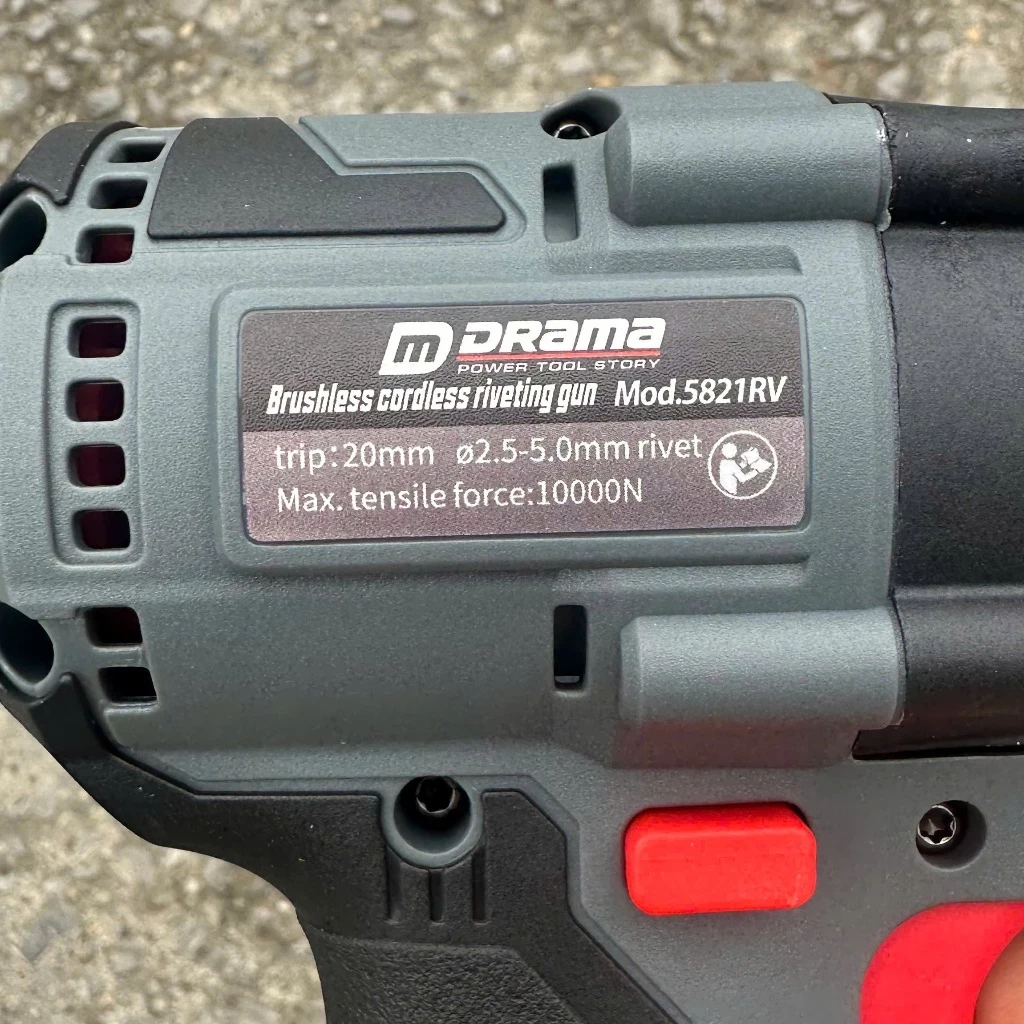 DRAMA
POWER TOOL STORY
Brushless cordless riveting gun Mod.5821RV
trip:20mm ø2.5-5.0mm rivet
Max. tensile force:10000N